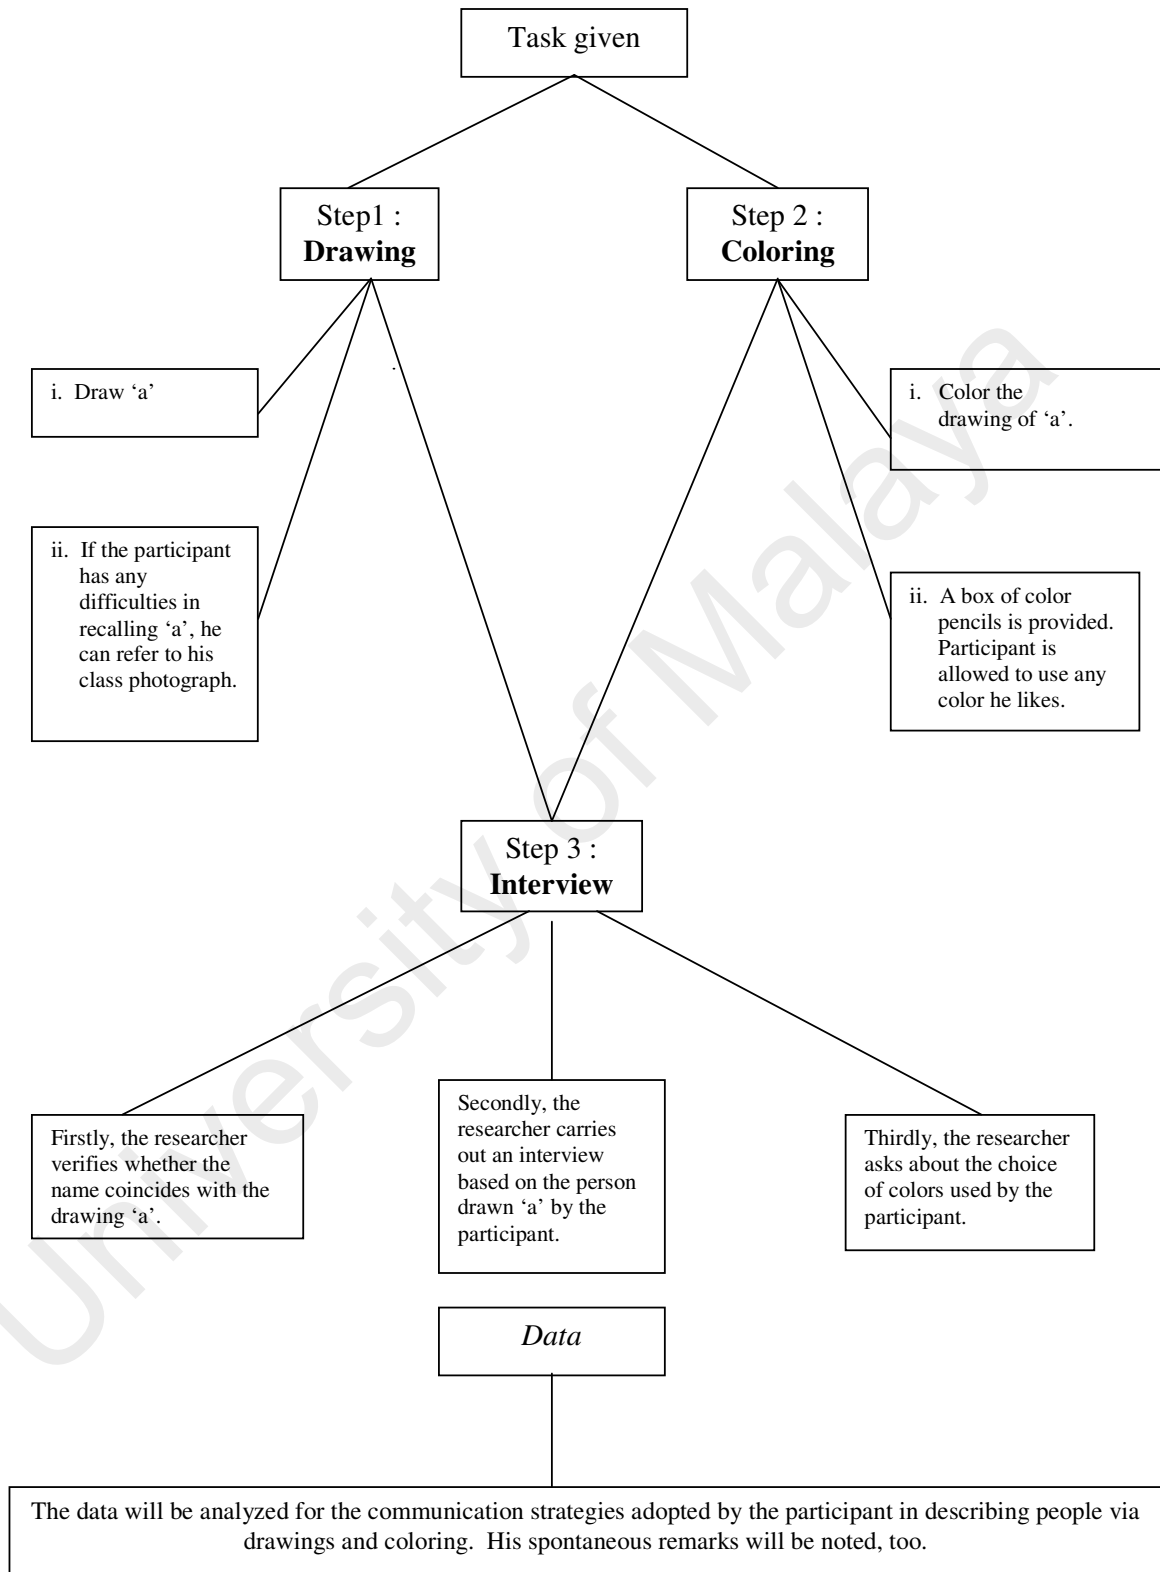 Task given
Step1 :
Drawing
Step 2 :
Coloring
i. Draw ‘a’
i. Color the
drawing of ‘a’.
ii. If the participant
has any
difficulties in
recalling ‘a’, he
can refer to his
class photograph.
ii. A box of color
pencils is provided.
Participant is
allowed to use any
color he likes.
Step 3 :
Interview
Firstly, the researcher
verifies whether the
name coincides with the
drawing ‘a’.
Secondly, the
researcher carries
out an interview
based on the person
drawn ‘a’ by the
participant.
Thirdly, the researcher
asks about the choice
of colors used by the
participant.
Data
The data will be analyzed for the communication strategies adopted by the participant in describing people via
drawings and coloring. His spontaneous remarks will be noted, too.
University of Malaya